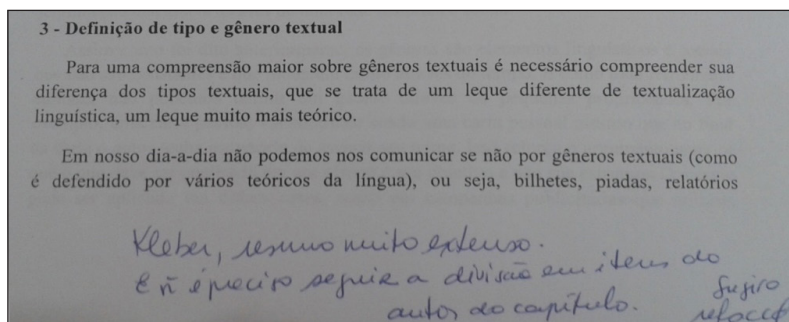 3 - Definição de tipo e gênero textual
Para uma compreensão maior sobre gêneros textuais é necessário compreender sua
diferença dos tipos textuais, que se trata de um leque diferente de textualização
linguística, um leque muito mais teórico.
Em nosso dia-a-dia não podemos nos comunicar se não por gêneros textuais (como
é defendido por vários teóricos da língua), ou seja, bilhetes, piadas, relatórios
Kleber, resumo muito extenso.
E ñ é preciso seguir a divisão em itens do
autor do capítulo.
Sugiro